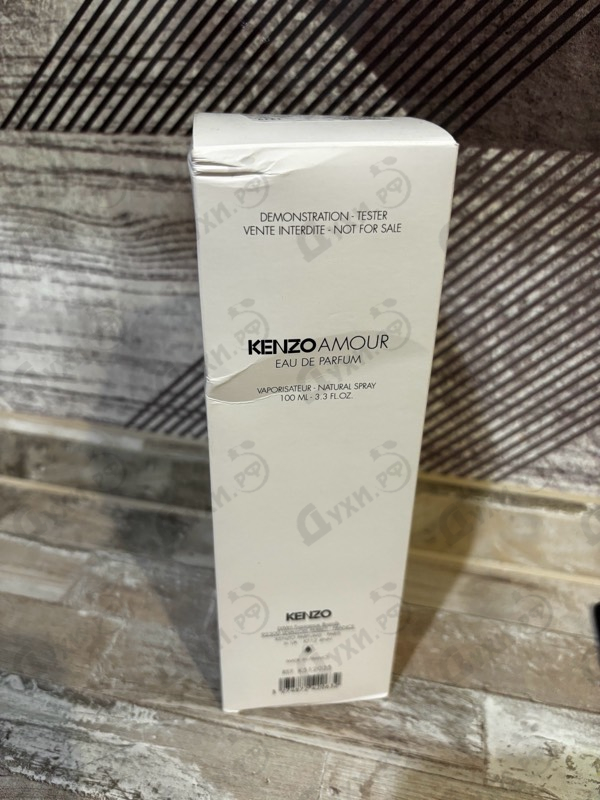 DEMONSTRATION - TESTER
VENTE INTERDITE - NOT FOR SALE
KENZOAMOUR
EAU DE PARFUM
VAPORISATEUR - NATURAL SPRAY
100 ML - 3.3 FL.OZ.
KENZO
Духи.рф